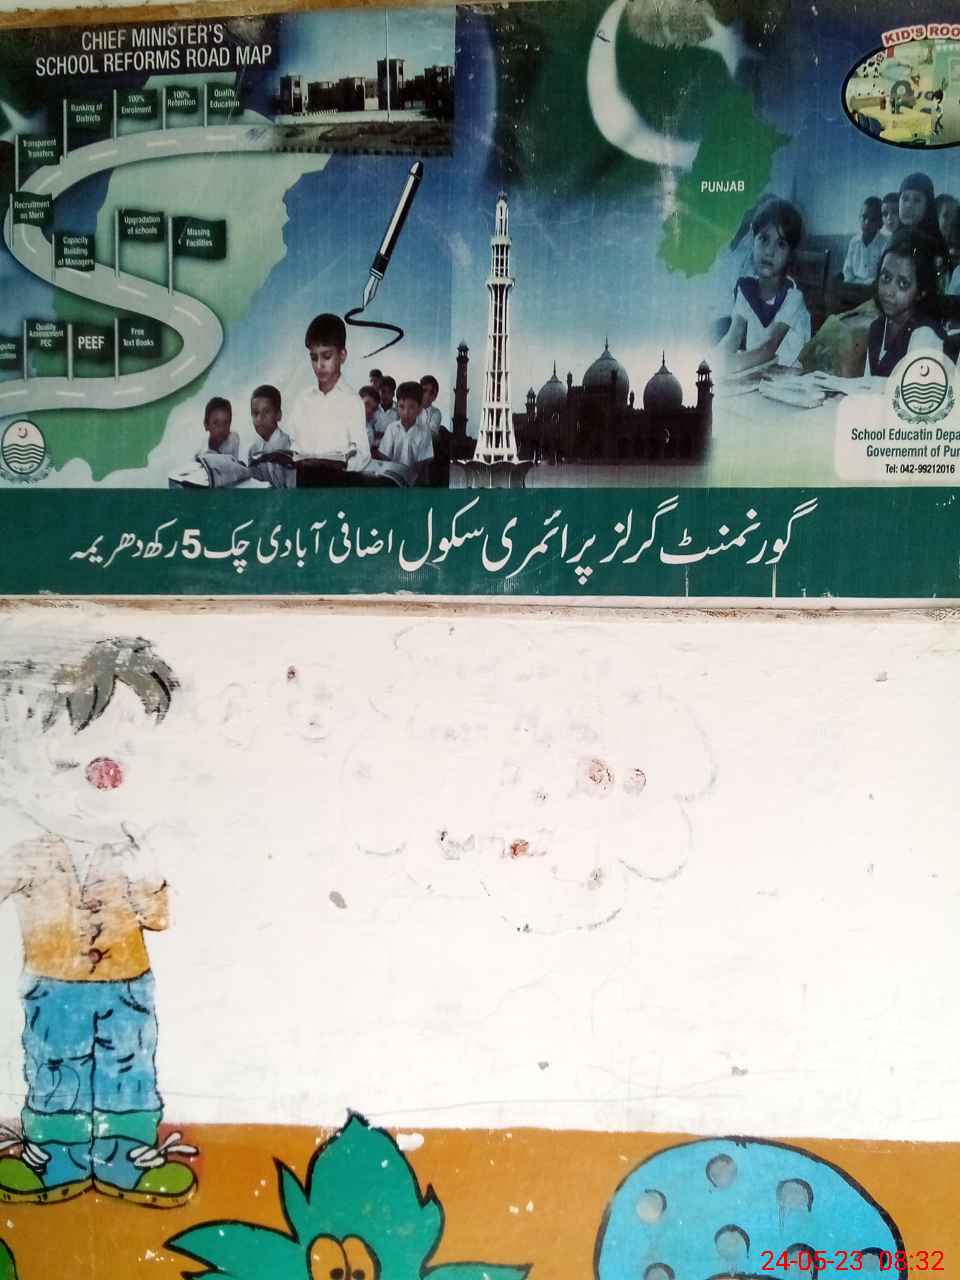 CHIEF MINISTER'S
SCHOOL REFORMS ROAD MAP
Quality
Education
100%
Retention
100%
Enrolment
Ranking of
Districts
Transparent
Transfers
Recruitment
on Merit
Capacity
Building
of Managers
Upgradation
of schools
Missing
Facilities
Quality
Assessment
PEC
PEEF
Free
Text Books
PUNJAB
KID'S ROO
School Educatin Depa
Governemnt of Pun
Tel: 042-99212016
گورنمنٹ گرلز پرائمری سکول اضافی آبادی چک 5 رکھ دھریمہ
24-05-23 08:32